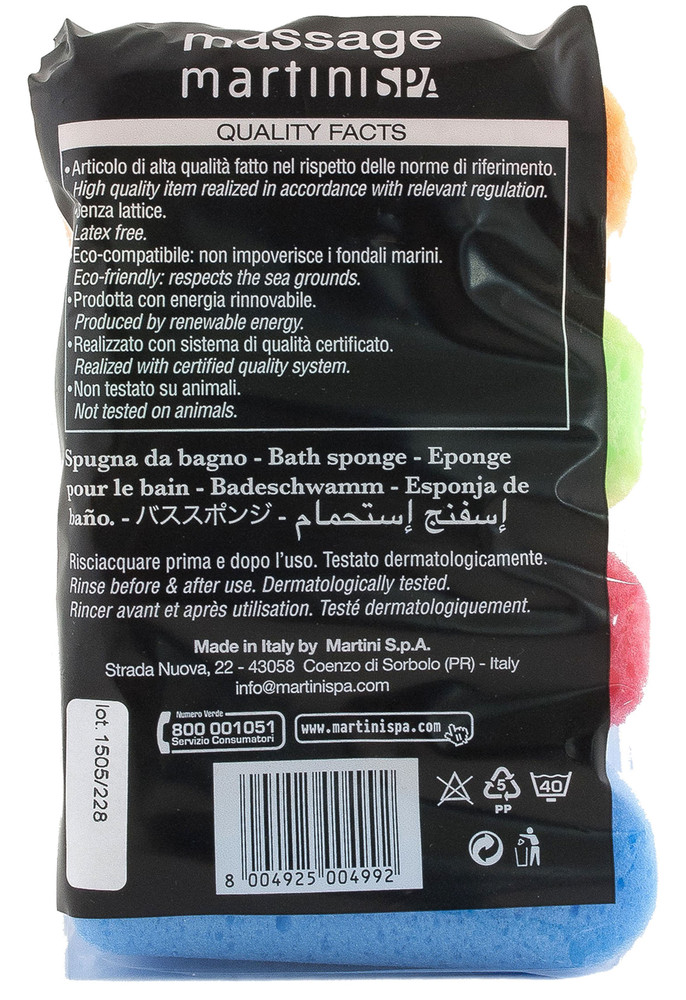 massage
martiniSPA
QUALITY FACTS
•Articolo di alta qualità fatto nel rispetto delle norme di riferimento.
High quality item realized in accordance with relevant regulation.
Senza lattice.
Latex free.
Eco-compatibile: non impoverisce i fondali marini.
Eco-friendly: respects the sea grounds.
•Prodotta con energia rinnovabile.
Produced by renewable energy.
•Realizzato con sistema di qualità certificato.
Realized with certified quality system.
•Non testato su animali.
Not tested on animals.
Spugna da bagno - Bath sponge - Eponge
pour le bain - Badeschwamm - Esponja de
baño. - バススポンジ - إسفنج إستحمام
Risciacquare prima e dopo l'uso. Testato dermatologicamente.
Rinse before & after use. Dermatologically tested.
Rincer avant et après utilisation. Testé dermatologiquement.
Made in Italy by Martini S.p.A.
Strada Nuova, 22 - 43058 Coenzo di Sorbolo (PR) - Italy
info@martinispa.com
Numero Verde
800 001051
Servizio Consumatori
www.martinispa.com
lot. 1505/228
5
PP
40
8 004925 004992